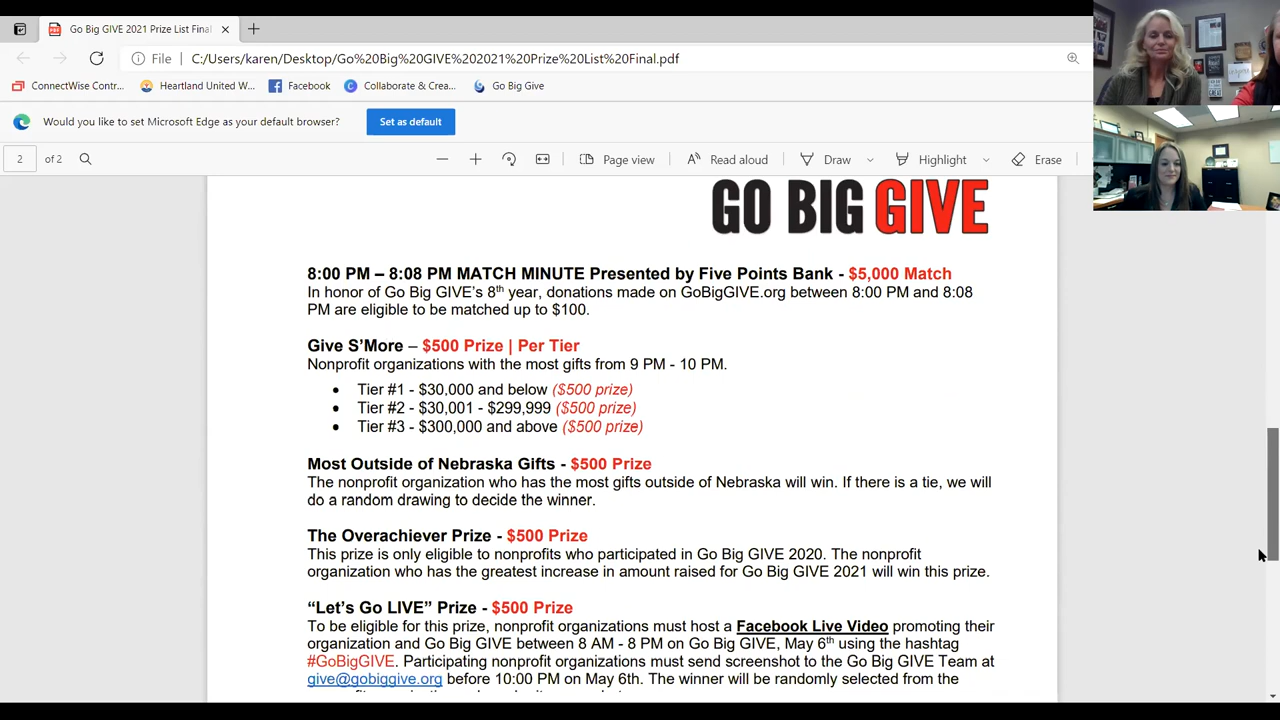 Go Big GIVE 2021 Prize List Final
File C:/Users/karen/Desktop/Go%20Big%20GIVE%202021%20Prize%20List%20Final.pdf
ConnectWise Contr... Heartland United W... Facebook Collaborate & Crea... Go Big Give
Would you like to set Microsoft Edge as your default browser? Set as default
2 of 2 Page view Read aloud Draw Highlight Erase
GO BIG GIVE
8:00 PM – 8:08 PM MATCH MINUTE Presented by Five Points Bank - $5,000 Match
In honor of Go Big GIVE's 8th year, donations made on GoBigGIVE.org between 8:00 PM and 8:08
PM are eligible to be matched up to $100.
Give S'More – $500 Prize | Per Tier
Nonprofit organizations with the most gifts from 9 PM - 10 PM.
• Tier #1 - $30,000 and below ($500 prize)
• Tier #2 - $30,001 - $299,999 ($500 prize)
• Tier #3 - $300,000 and above ($500 prize)
Most Outside of Nebraska Gifts - $500 Prize
The nonprofit organization who has the most gifts outside of Nebraska will win. If there is a tie, we will
do a random drawing to decide the winner.
The Overachiever Prize - $500 Prize
This prize is only eligible to nonprofits who participated in Go Big GIVE 2020. The nonprofit
organization who has the greatest increase in amount raised for Go Big GIVE 2021 will win this prize.
“Let’s Go LIVE” Prize - $500 Prize
To be eligible for this prize, nonprofit organizations must host a Facebook Live Video promoting their
organization and Go Big GIVE between 8 AM - 8 PM on Go Big GIVE, May 6th using the hashtag
#GoBigGIVE. Participating nonprofit organizations must send screenshot to the Go Big GIVE Team at
give@gobiggive.org before 10:00 PM on May 6th. The winner will be randomly selected from the